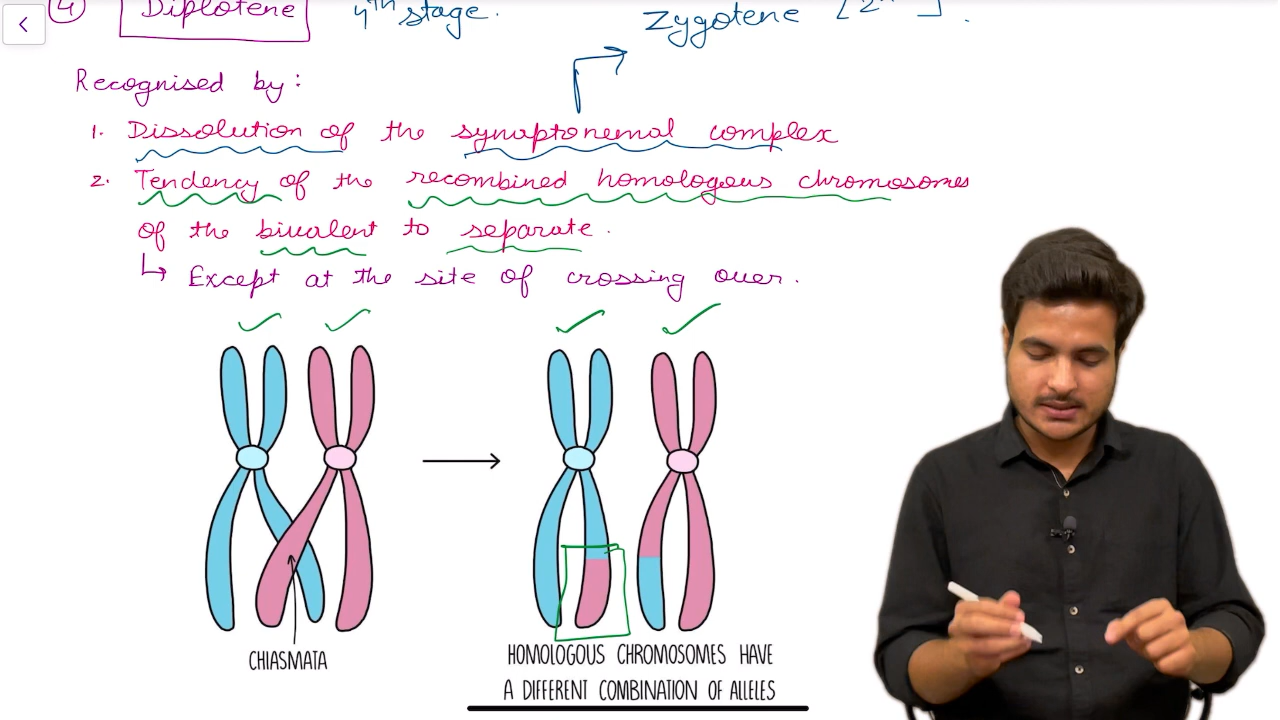 ④ Diplotene 4th stage. Zygotene [2nd].
Recognised by:
1. Dissolution of the synaptonemal complex
2. Tendency of the recombined homologous chromosomes
of the bivalent to separate.
↳ Except at the site of crossing over.
CHIASMATA
HOMOLOGOUS CHROMOSOMES HAVE
A DIFFERENT COMBINATION OF ALLELES